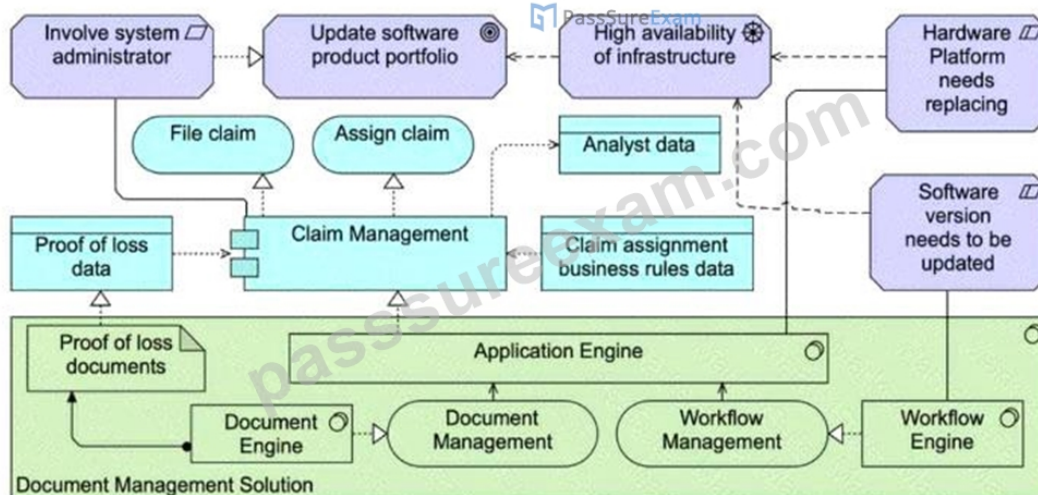 PassSureExam
Involve system
administrator
Update software
product portfolio
High availability
of infrastructure
Hardware
Platform
needs
replacing
File claim
Assign claim
Analyst data
Software
version
needs to be
updated
Proof of loss
data
Claim Management
Claim assignment
business rules data
passsureexam.com
Proof of loss
documents
Application Engine
Document
Engine
Document
Management
Workflow
Management
Workflow
Engine
Document Management Solution